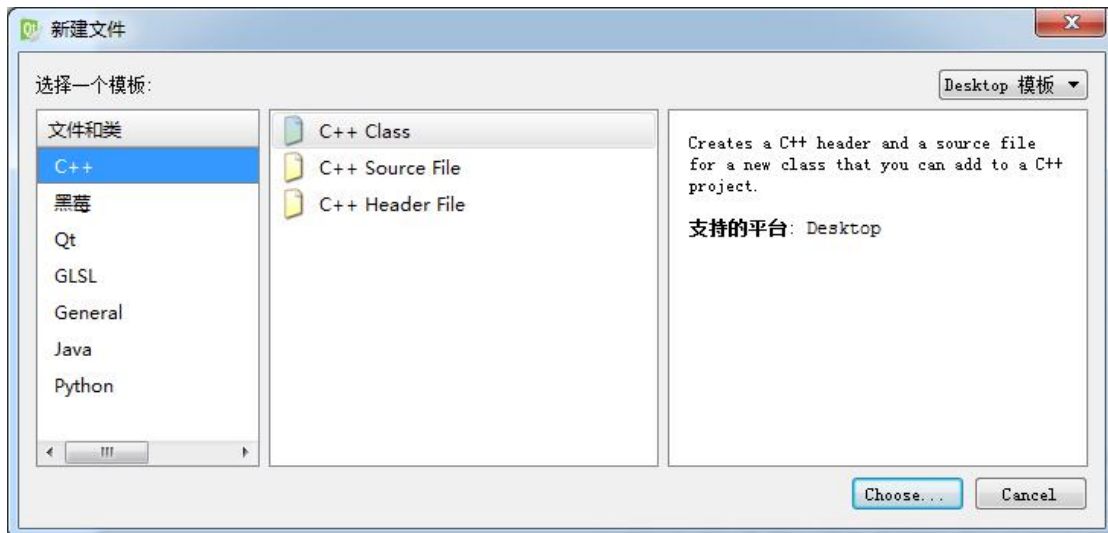 新建文件
选择一个模板:
Desktop 模板
文件和类
C++
黑莓
Qt
GLSL
General
Java
Python
C++ Class
C++ Source File
C++ Header File
Creates a C++ header and a source file
for a new class that you can add to a C++
project.
支持的平台: Desktop
Choose...
Cancel